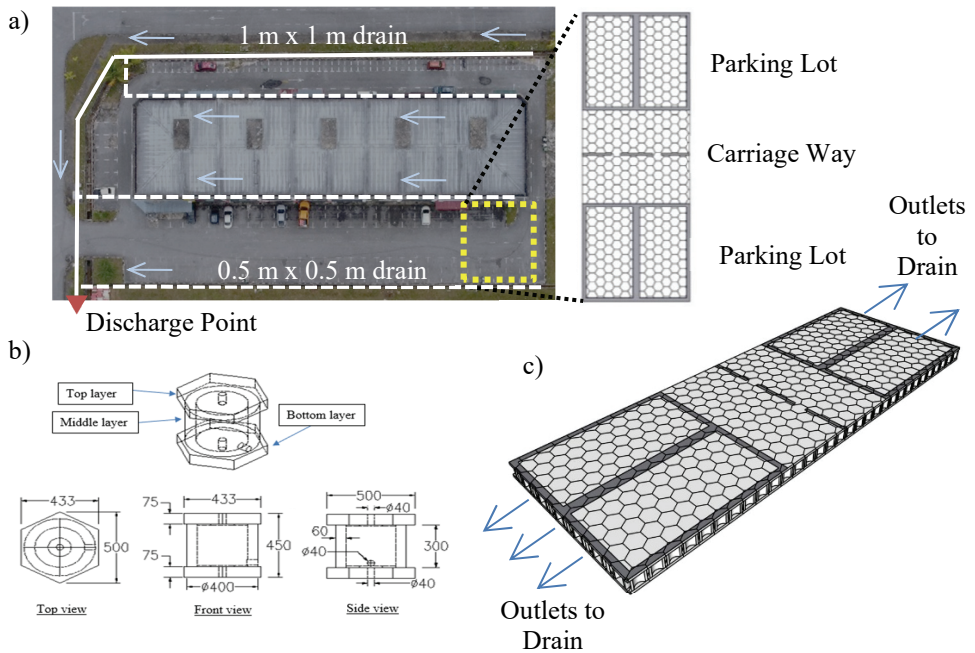 a)
1 m x 1 m drain
0.5 m x 0.5 m drain
Discharge Point
Parking Lot
Carriage Way
Parking Lot
b)
Top layer
Middle layer
Bottom layer
433
500
Top view
433
75
75
450
ø400
Front view
500
ø40
60
ø40
300
ø40
Side view
c)
Outlets
to
Drain
Outlets to
Drain